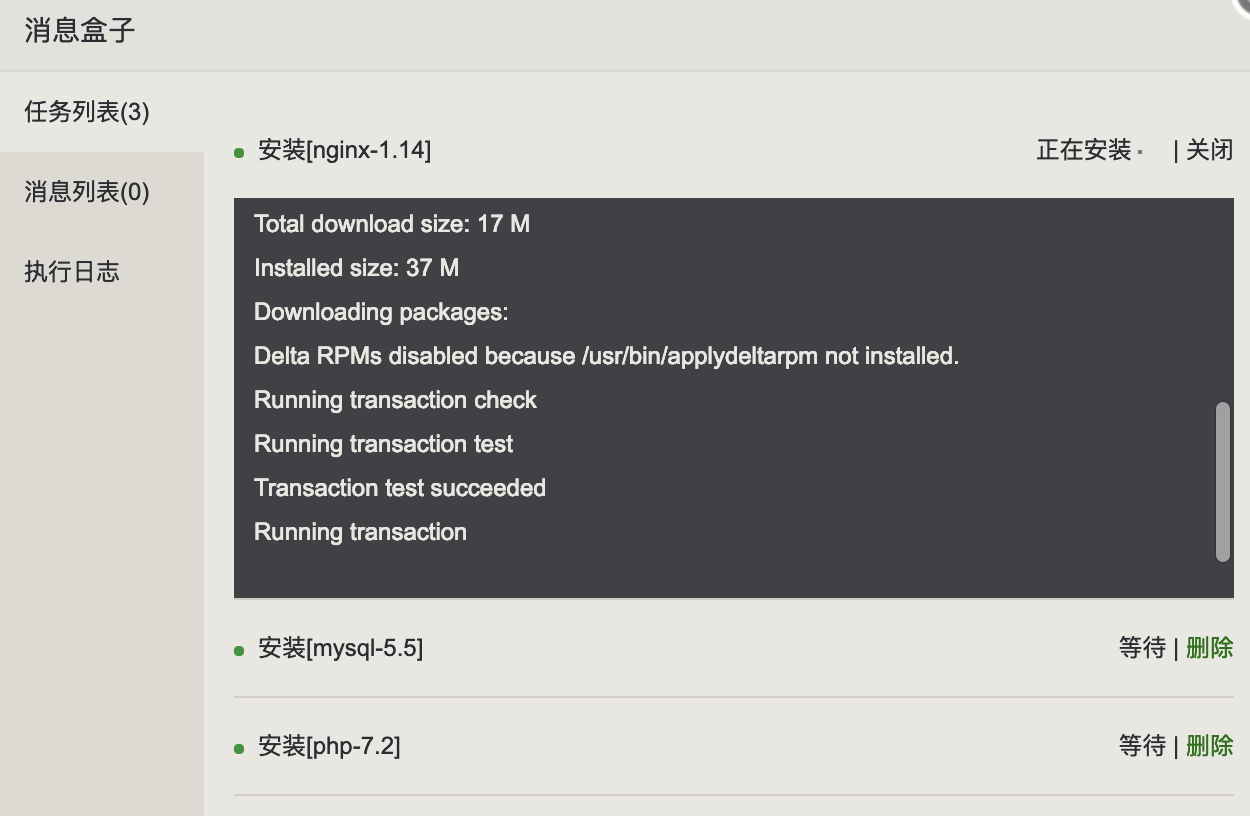 消息盒子
任务列表(3)
消息列表(0)
执行日志
安装[nginx-1.14] 正在安装 | 关闭
Total download size: 17 M
Installed size: 37 M
Downloading packages:
Delta RPMs disabled because /usr/bin/applydeltarpm not installed.
Running transaction check
Running transaction test
Transaction test succeeded
Running transaction
安装[mysql-5.5] 等待 | 删除
安装[php-7.2] 等待 | 删除